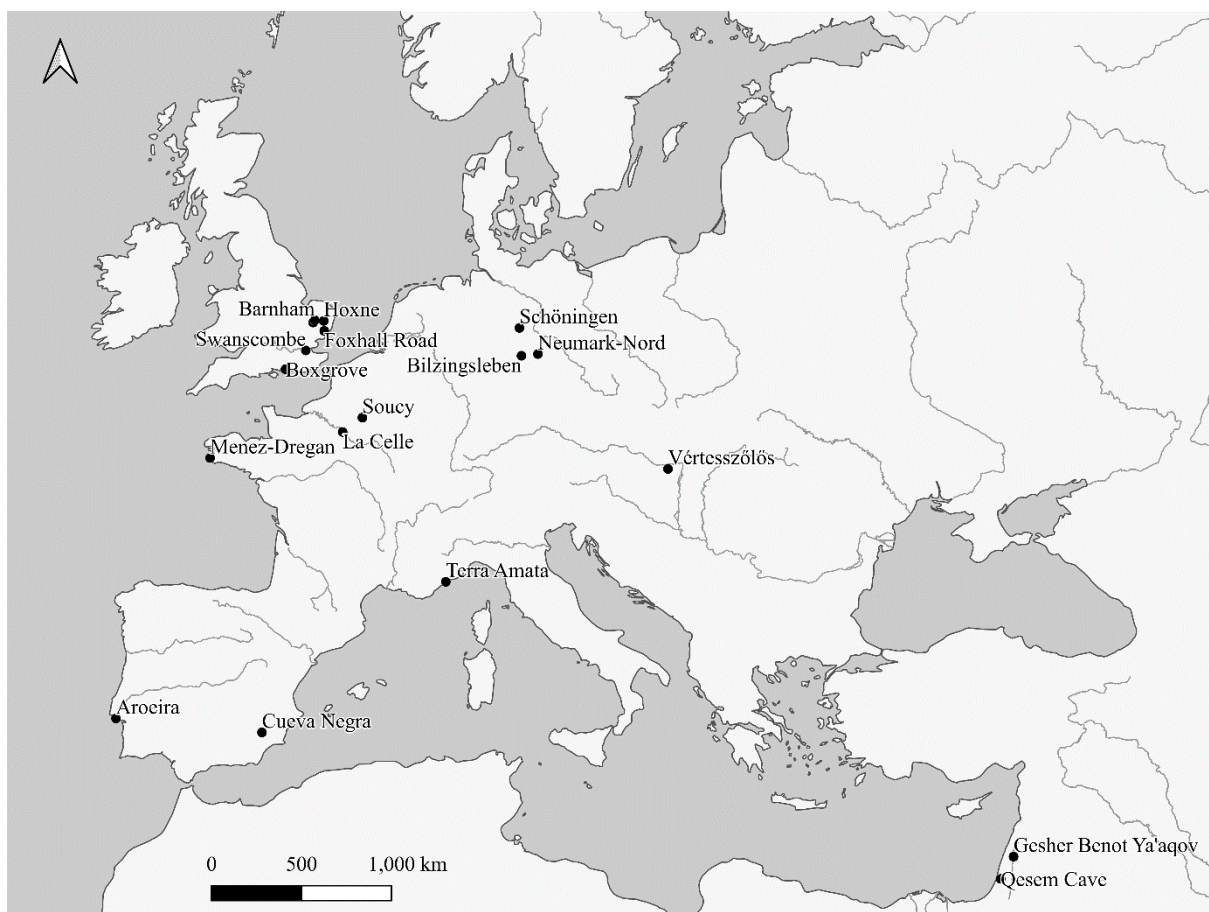 Barnham
Hoxne
Schöningen
Swanscombe
Foxhall Road
Neumark-Nord
Bilzingsleben
Boxgrove
Soucy
La Celle
Menez-Dregan
Vértesszőlős
Terra Amata
Aroeira
Cueva Negra
Gesher Benot Ya'aqov
Qesem Cave
0 500 1,000 km